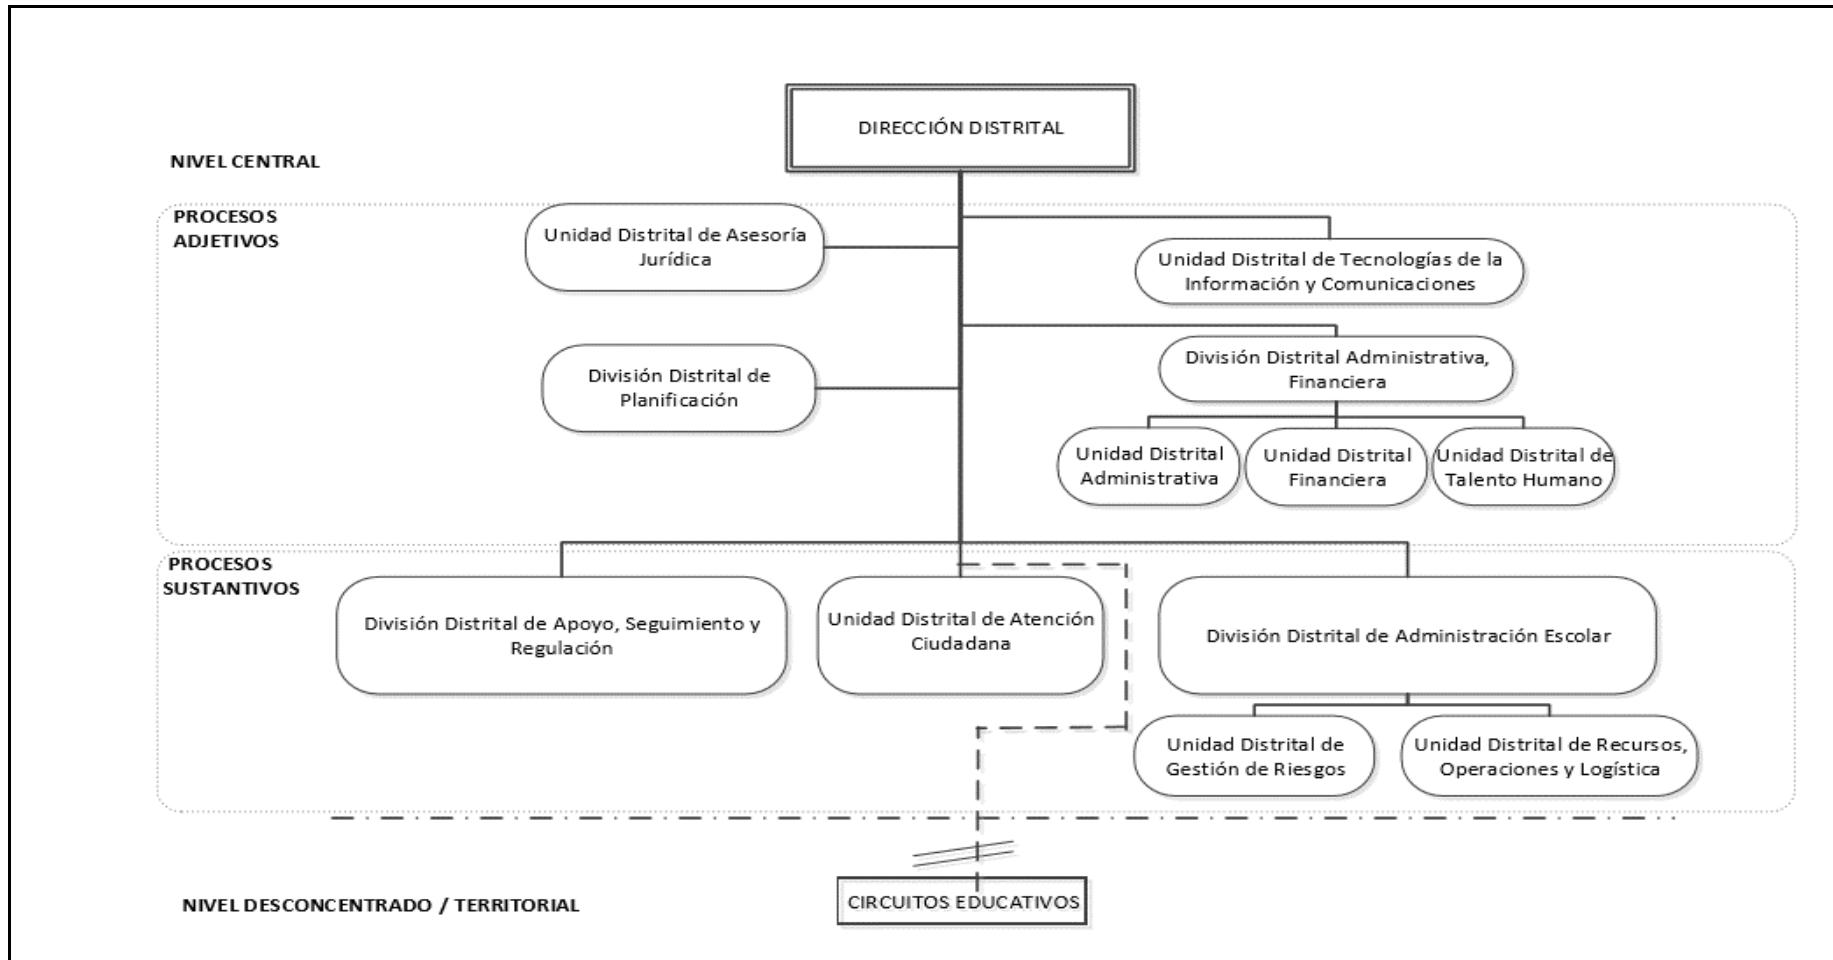 DIRECCIÓN DISTRITAL
NIVEL CENTRAL
PROCESOS
ADJETIVOS
Unidad Distrital de Asesoría
Jurídica
Unidad Distrital de Tecnologías de la
Información y Comunicaciones
División Distrital de
Planificación
División Distrital Administrativa,
Financiera
Unidad Distrital
Administrativa
Unidad Distrital
Financiera
Unidad Distrital de
Talento Humano
PROCESOS
SUSTANTIVOS
División Distrital de Apoyo, Seguimiento y
Regulación
Unidad Distrital de Atención
Ciudadana
División Distrital de Administración Escolar
Unidad Distrital de
Gestión de Riesgos
Unidad Distrital de Recursos,
Operaciones y Logística
NIVEL DESCONCENTRADO / TERRITORIAL
CIRCUITOS EDUCATIVOS